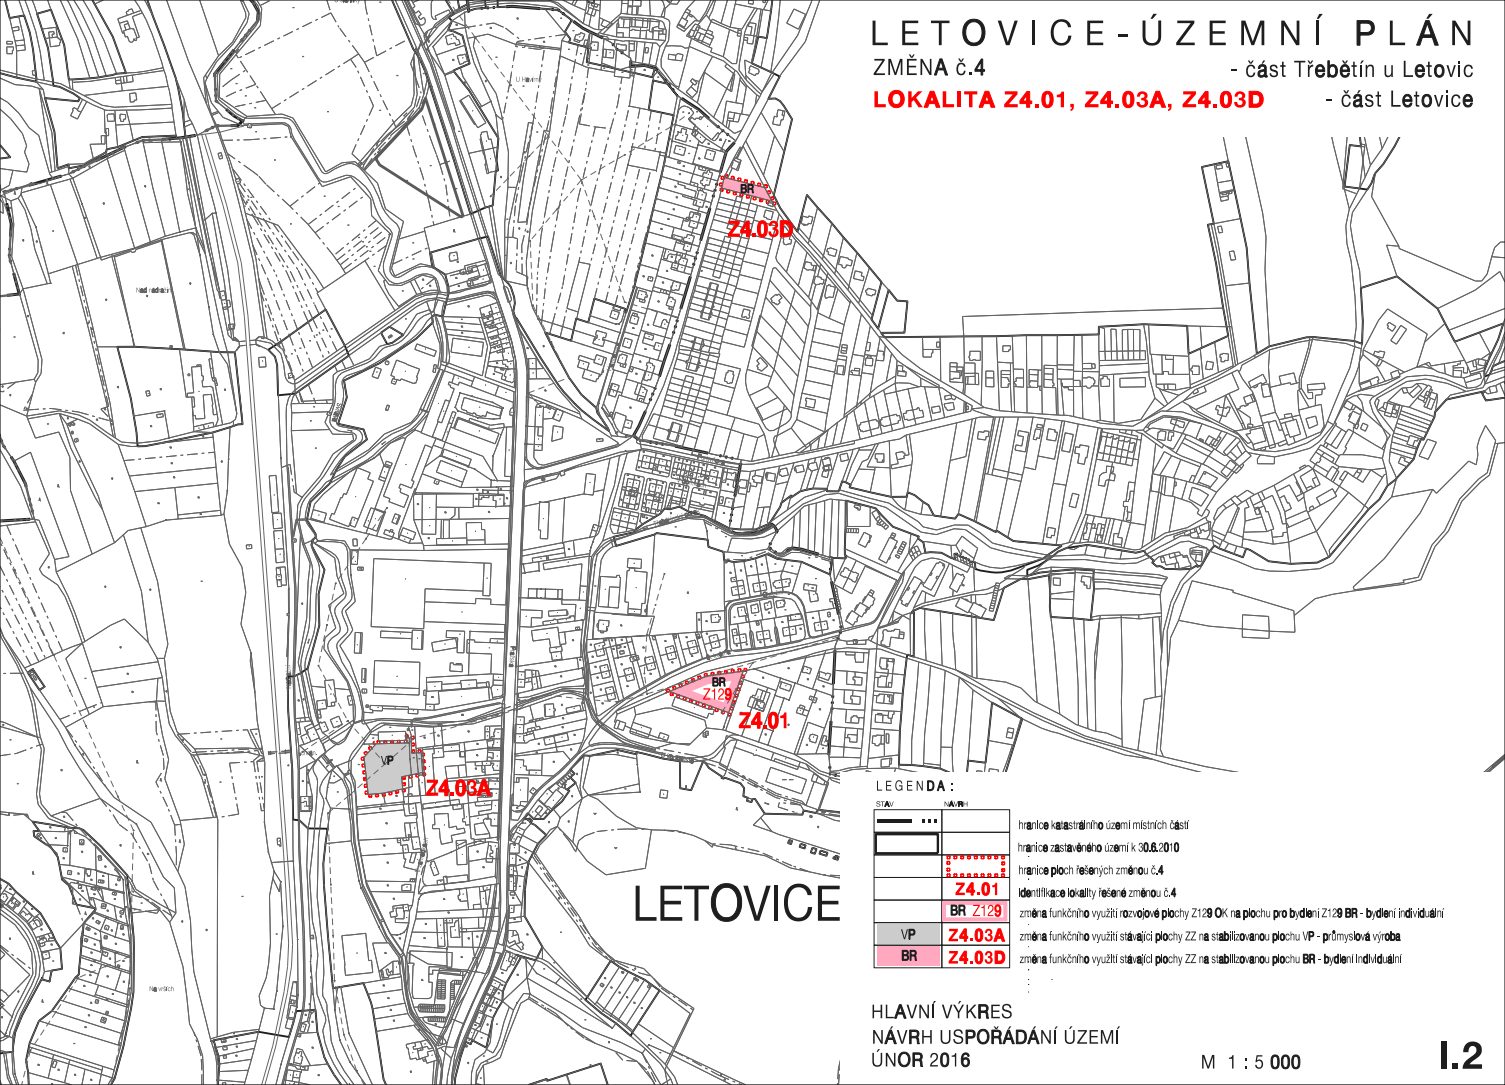 LETOVICE-ÚZEMNÍ PLÁN
ZMĚNA č.4 - část Třebětín u Letovic
LOKALITA Z4.01, Z4.03A, Z4.03D - část Letovice
U Háviny
BR
Z4.03D
BR
Z129
Z4.01
VP
Z4.03A
LETOVICE
Na vrších
LEGENDA:
STAV NÁVRH
hranice katastrálního území místních částí
hranice zastavěného území k 30.6.2010
hranice ploch řešených změnou č.4
Z4.01 identifikace lokality řešené změnou č.4
BR Z129 změna funkčního využití rozvojové plochy Z129 OK na plochu pro bydlení Z129 BR - bydlení individuální
VP Z4.03A změna funkčního využití stávající plochy ZZ na stabilizovanou plochu VP - průmyslová výroba
BR Z4.03D změna funkčního využití stávající plochy ZZ na stabilizovanou plochu BR - bydlení individuální
HLAVNÍ VÝKRES
NÁVRH USPOŘÁDÁNÍ ÚZEMÍ
ÚNOR 2016
M 1 : 5 000
I.2